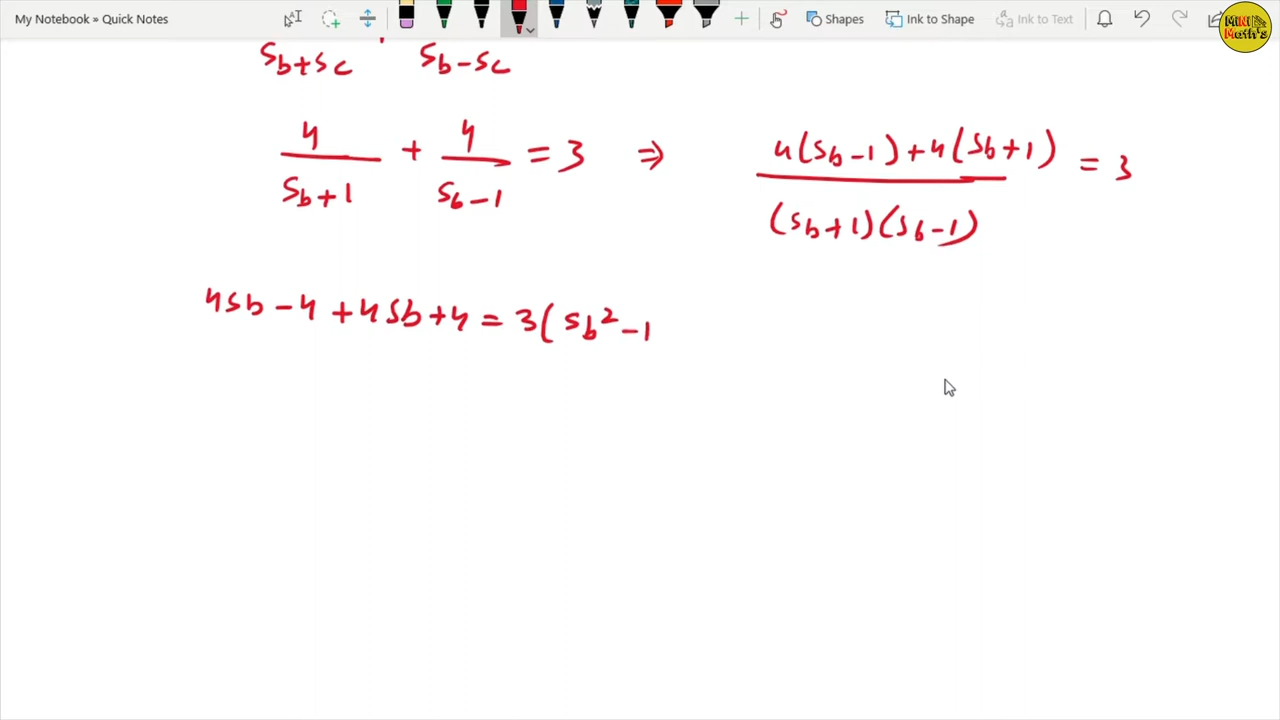 My Notebook » Quick Notes
Shapes
Ink to Shape
Ink to Text
MiNi
Math's
Sb+Sc Sb-Sc
4/(Sb+1) + 4/(Sb-1) = 3 ⇒ (4(Sb-1)+4(Sb+1))/((Sb+1)(Sb-1)) = 3
4Sb-4+4Sb+4 = 3(Sb²-1